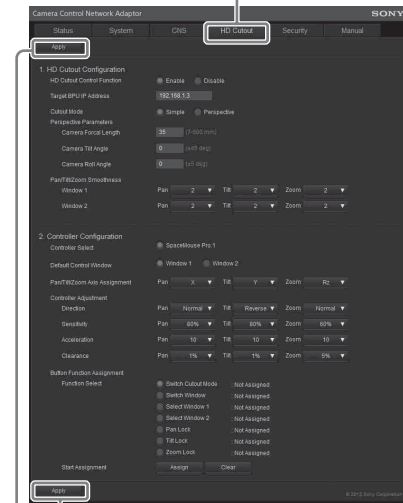 Camera Control Network Adaptor SONY
Status System CNS HD Cutout Security Manual
Apply
1. HD Cutout Configuration
HD Cutout Control Function Enable Disable
Target BPU IP Address 192.168.1.3
Cutout Mode Simple Perspective
Perspective Parameters
Camera Forcal Length 35 (7-500 mm)
Camera Tilt Angle 0 (±45 deg)
Camera Roll Angle 0 (±5 deg)
Pan/Tilt/Zoom Smoothness
Window 1 Pan 2 Tilt 2 Zoom 2
Window 2 Pan 2 Tilt 2 Zoom 2
2. Controller Configuration
Controller Select SpaceMouse Pro:1
Default Control Window Window 1 Window 2
Pan/Tilt/Zoom Axis Assignment Pan X Tilt Y Zoom Rz
Controller Adjustment
Direction Pan Normal Tilt Reverse Zoom Normal
Sensitivity Pan 60% Tilt 60% Zoom 60%
Acceleration Pan 10 Tilt 10 Zoom 10
Clearance Pan 1% Tilt 1% Zoom 5%
Button Function Assignment
Function Select Switch Cutout Mode : Not Assigned
Switch Window : Not Assigned
Select Window 1 : Not Assigned
Select Window 2 : Not Assigned
Pan Lock : Not Assigned
Tilt Lock : Not Assigned
Zoom Lock : Not Assigned
Start Assignment Assign Clear
Apply
© 2012 Sony Corporation